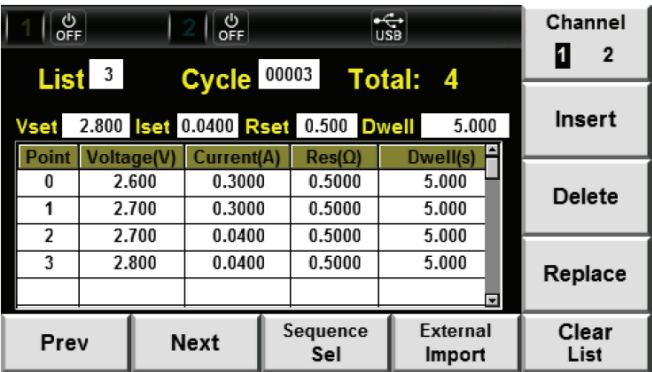 1 OFF 2 OFF USB
Channel
1 2
List 3 Cycle 00003 Total: 4
Vset 2.800 Iset 0.0400 Rset 0.500 Dwell 5.000
Insert
Point Voltage(V) Current(A) Res(Ω) Dwell(s)
0 2.600 0.3000 0.5000 5.000
1 2.700 0.3000 0.5000 5.000
2 2.700 0.0400 0.5000 5.000
3 2.800 0.0400 0.5000 5.000
Delete
Replace
Prev
Next
Sequence
Sel
External
Import
Clear
List